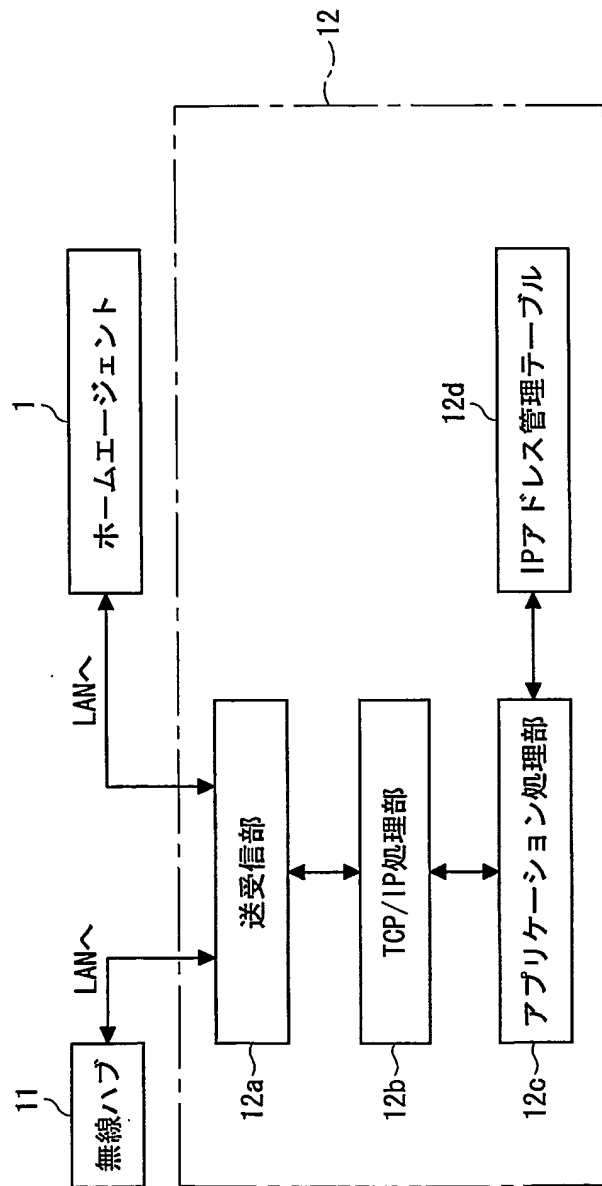 11
無線ハブ
LANへ
LANへ
1
ホームエージェント
12
12a
送受信部
12b
TCP/IP処理部
12c
アプリケーション処理部
12d
IPアドレス管理テーブル